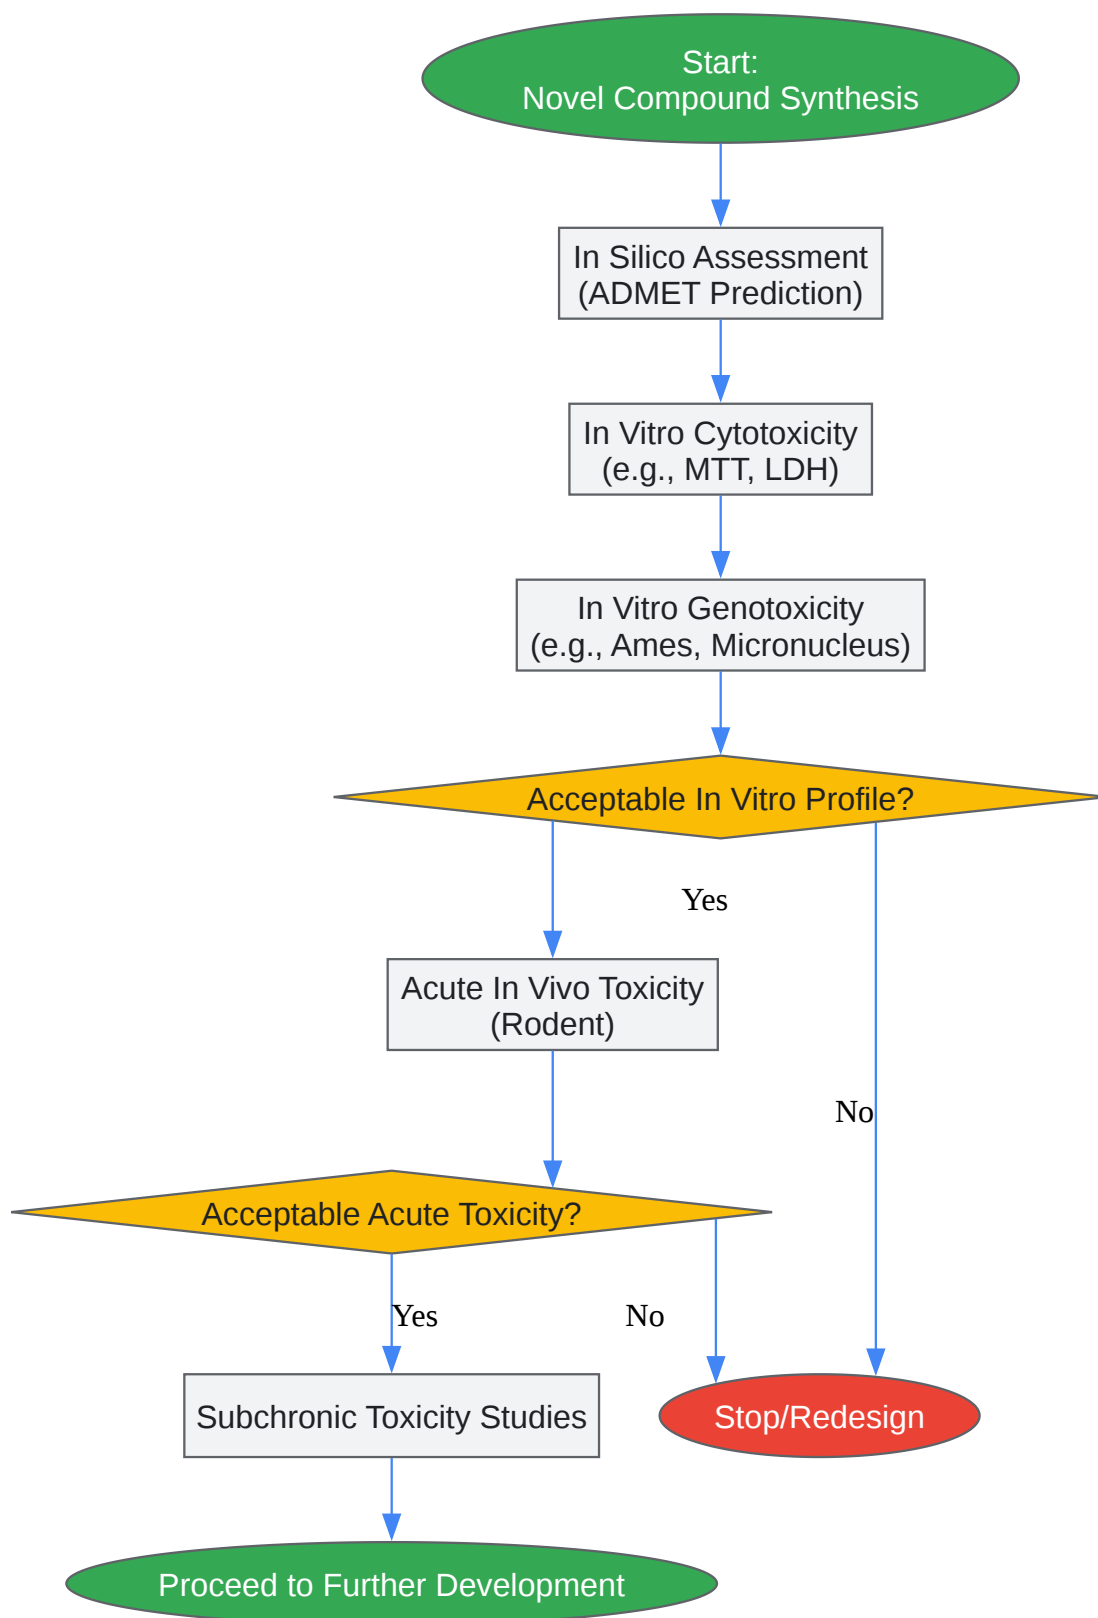 Start:
Novel Compound Synthesis
In Silico Assessment
(ADMET Prediction)
In Vitro Cytotoxicity
(e.g., MTT, LDH)
In Vitro Genotoxicity
(e.g., Ames, Micronucleus)
Acceptable In Vitro Profile?
Yes
Acute In Vivo Toxicity
(Rodent)
No
Acceptable Acute Toxicity?
Yes
No
Subchronic Toxicity Studies
Stop/Redesign
Proceed to Further Development